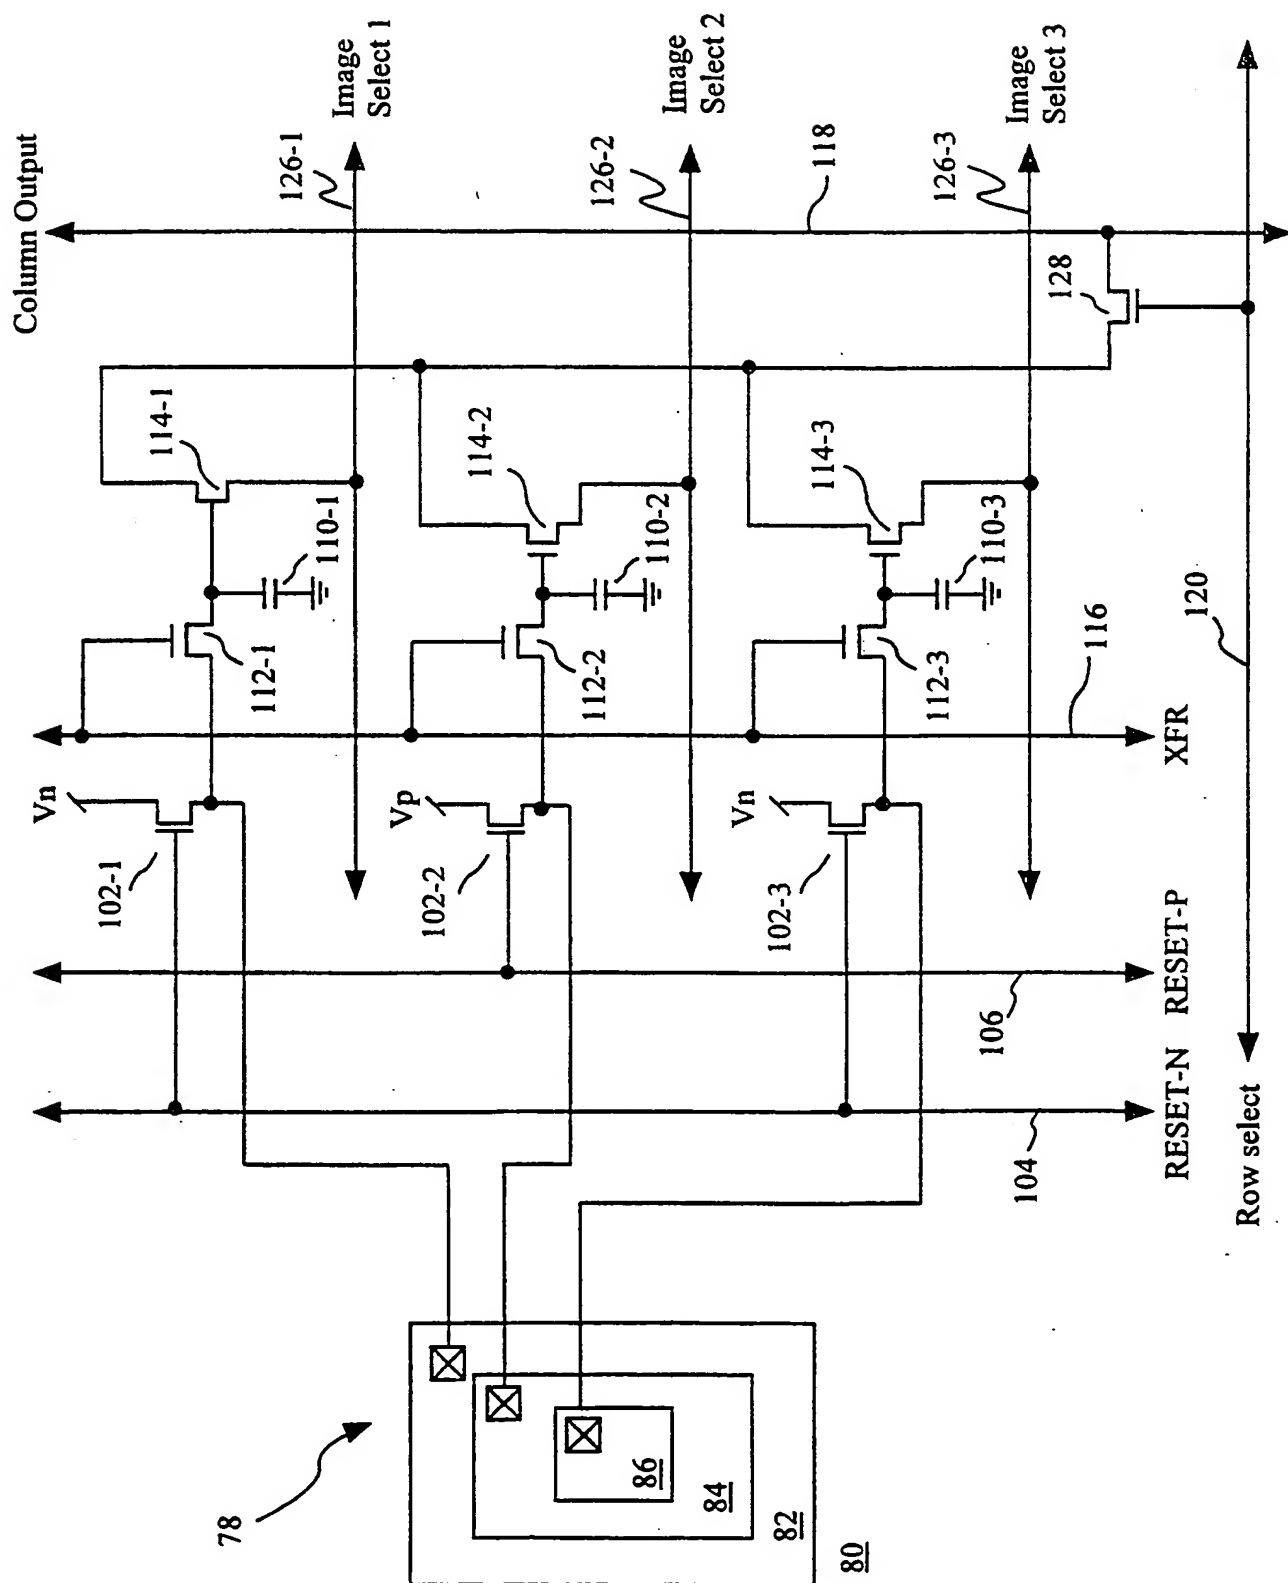 Column Output
Image
Select 1
126-1
114-1
110-1
112-1
Vn
102-1
Image
Select 2
126-2
114-2
110-2
112-2
Vp
102-2
118
Image
Select 3
126-3
128
114-3
110-3
112-3
Vn
102-3
120
116
XFR
106
RESET-P
104
RESET-N
Row select
78
86
84
82
80